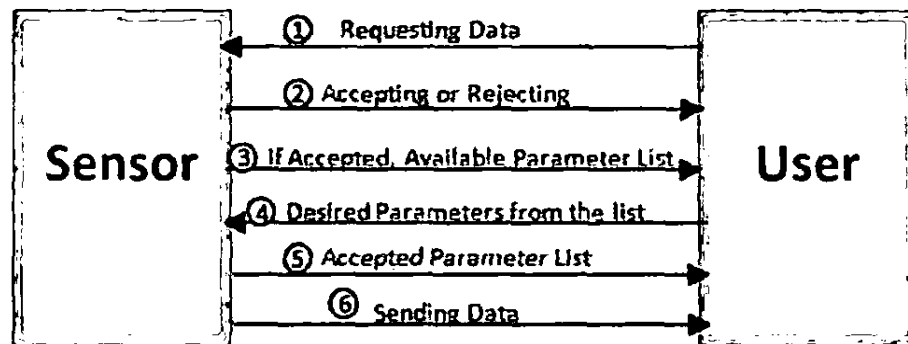 ① Requesting Data
② Accepting or Rejecting
Sensor
③ If Accepted, Available Parameter List
User
④ Desired Parameters from the list
⑤ Accepted Parameter List
⑥ Sending Data